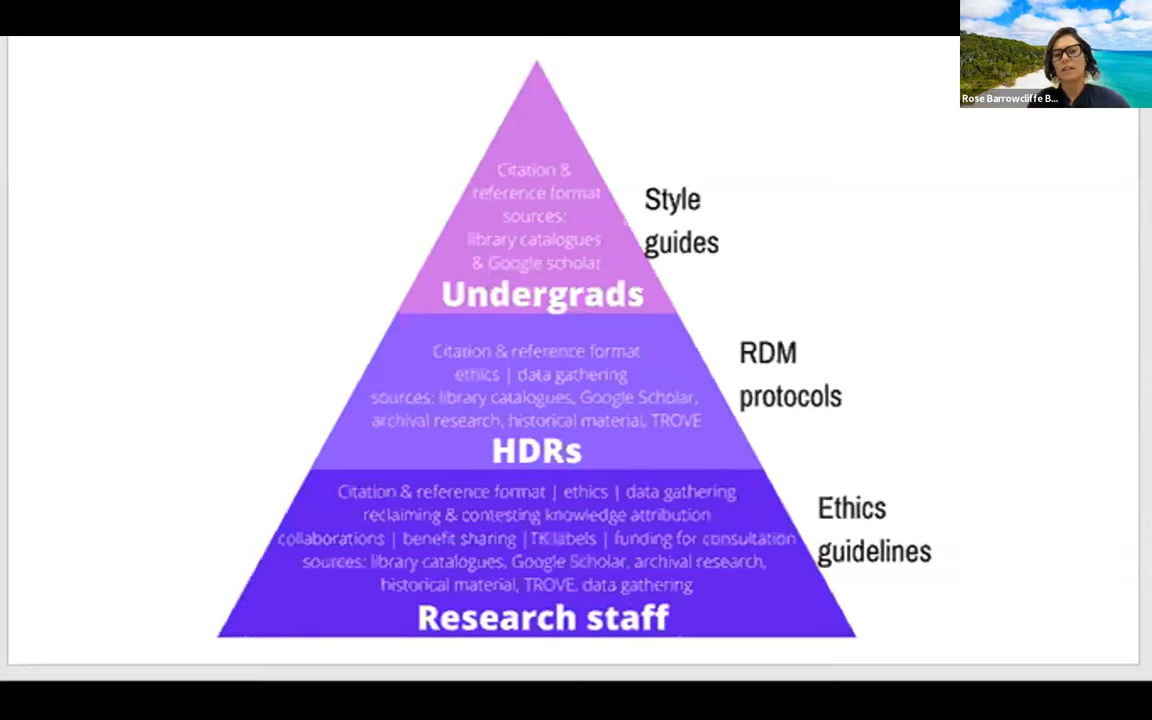 Rose Barrowcliffe B...
Citation &
reference format
sources:
library catalogues
& Google scholar
Undergrads
Style
guides
Citation & reference format
ethics | data gathering
sources: library catalogues, Google Scholar,
archival research, historical material, TROVE
HDRs
RDM
protocols
Citation & reference format | ethics | data gathering
reclaiming & contesting knowledge attribution
collaborations | benefit sharing |TK labels | funding for consultation
sources: library catalogues, Google Scholar, archival research,
historical material, TROVE. data gathering
Research staff
Ethics
guidelines